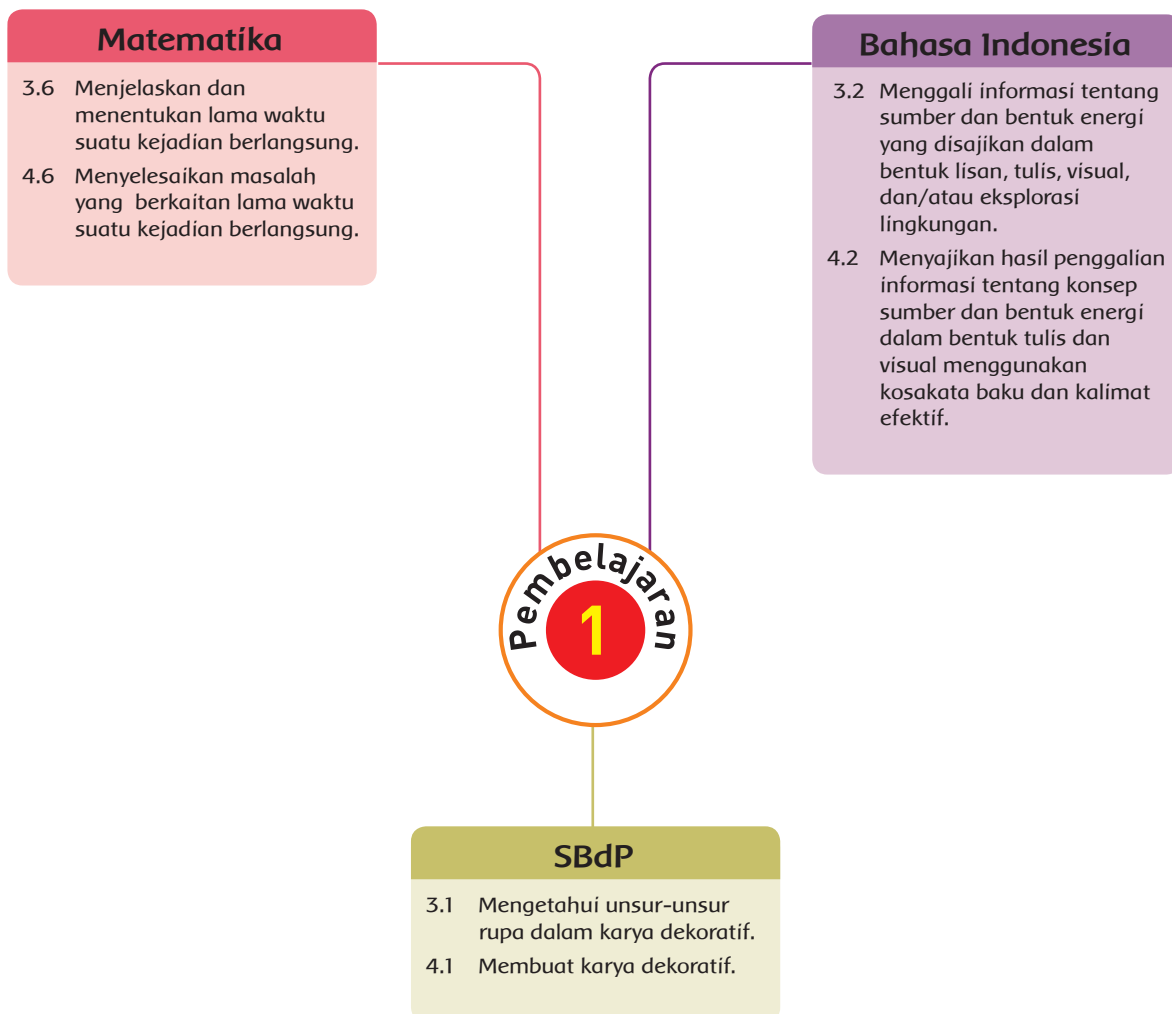 Matematika
3.6 Menjelaskan dan
menentukan lama waktu
suatu kejadian berlangsung.
4.6 Menyelesaikan masalah
yang berkaitan lama waktu
suatu kejadian berlangsung.
Bahasa Indonesia
3.2 Menggali informasi tentang
sumber dan bentuk energi
yang disajikan dalam
bentuk lisan, tulis, visual,
dan/atau eksplorasi
lingkungan.
4.2 Menyajikan hasil penggalian
informasi tentang konsep
sumber dan bentuk energi
dalam bentuk tulis dan
visual menggunakan
kosakata baku dan kalimat
efektif.
Pembelajaran
1
SBdP
3.1 Mengetahui unsur-unsur
rupa dalam karya dekoratif.
4.1 Membuat karya dekoratif.